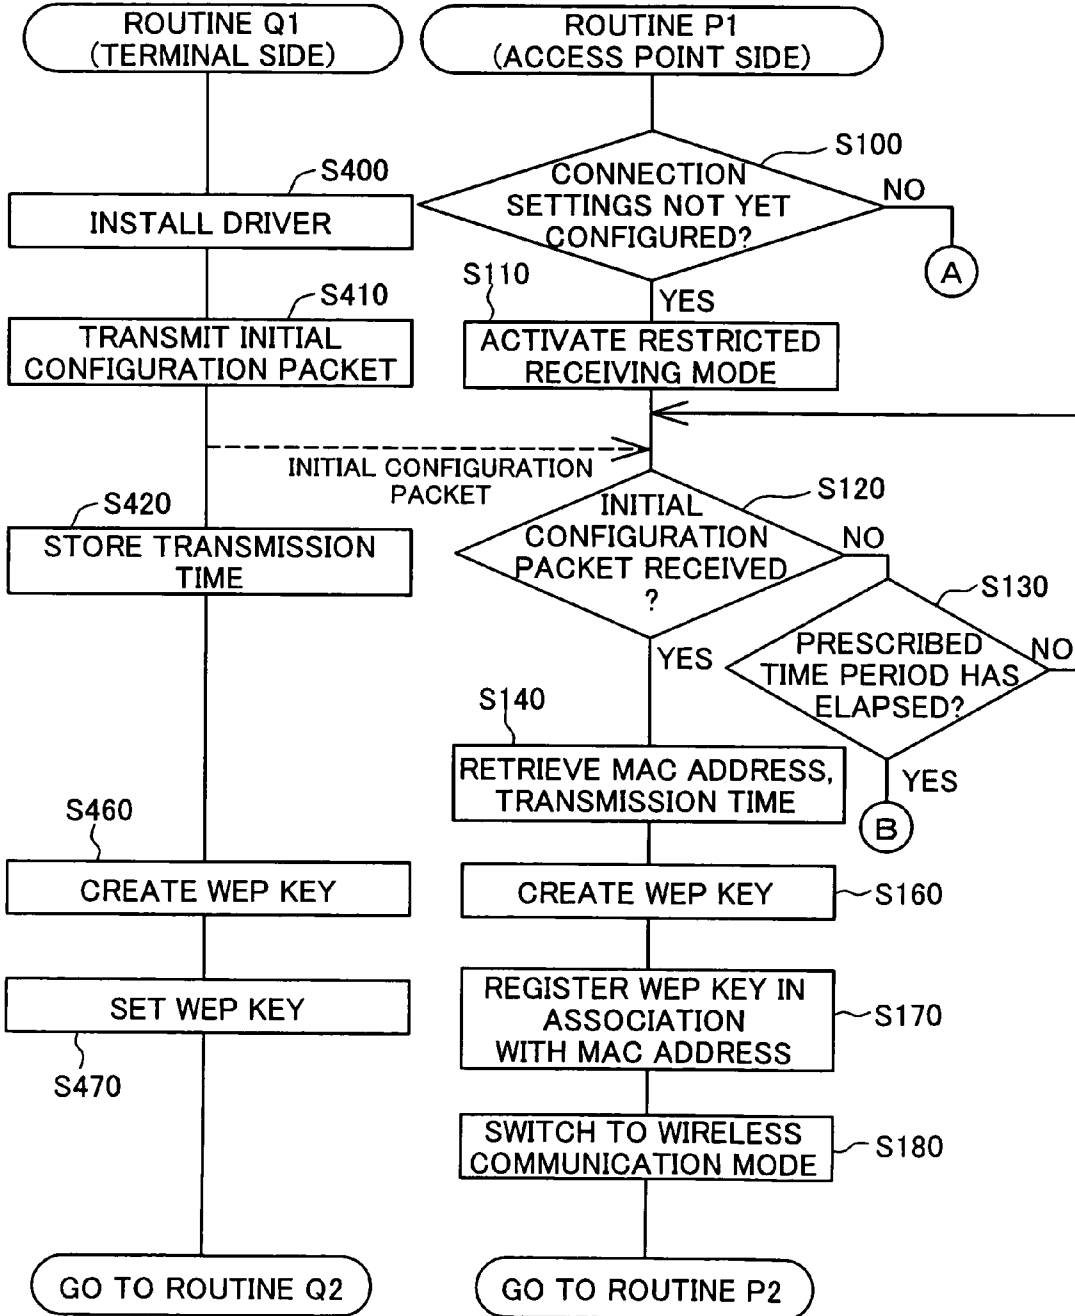 ROUTINE Q1
(TERMINAL SIDE)
S400
INSTALL DRIVER
S410
TRANSMIT INITIAL
CONFIGURATION PACKET
INITIAL CONFIGURATION
PACKET
S420
STORE TRANSMISSION
TIME
S460
CREATE WEP KEY
SET WEP KEY
S470
GO TO ROUTINE Q2
ROUTINE P1
(ACCESS POINT SIDE)
S100
CONNECTION
SETTINGS NOT YET
CONFIGURED?
NO
A
YES
S110
ACTIVATE RESTRICTED
RECEIVING MODE
S120
INITIAL
CONFIGURATION
PACKET RECEIVED
?
NO
YES
S130
PRESCRIBED
TIME PERIOD HAS
ELAPSED?
NO
YES
B
S140
RETRIEVE MAC ADDRESS,
TRANSMISSION TIME
CREATE WEP KEY
S160
REGISTER WEP KEY IN
ASSOCIATION
WITH MAC ADDRESS
S170
SWITCH TO WIRELESS
COMMUNICATION MODE
S180
GO TO ROUTINE P2